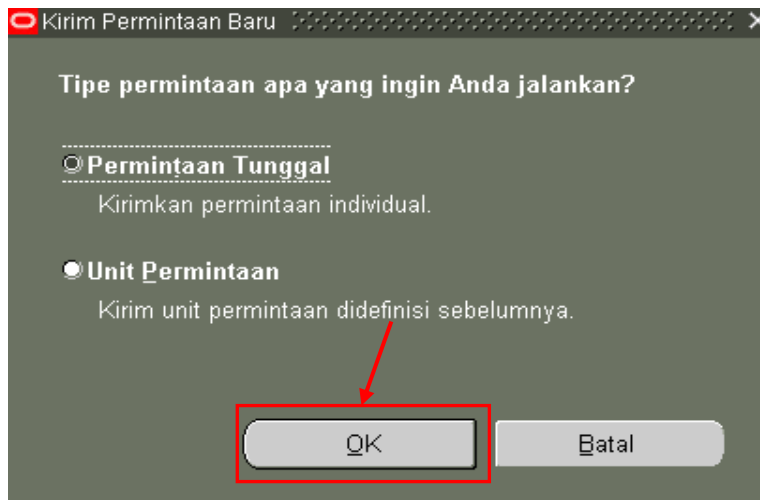 Kirim Permintaan Baru
Tipe permintaan apa yang ingin Anda jalankan?
Permintaan Tunggal
Kirimkan permintaan individual.
Unit Permintaan
Kirim unit permintaan didefinisi sebelumnya.
OK
Batal